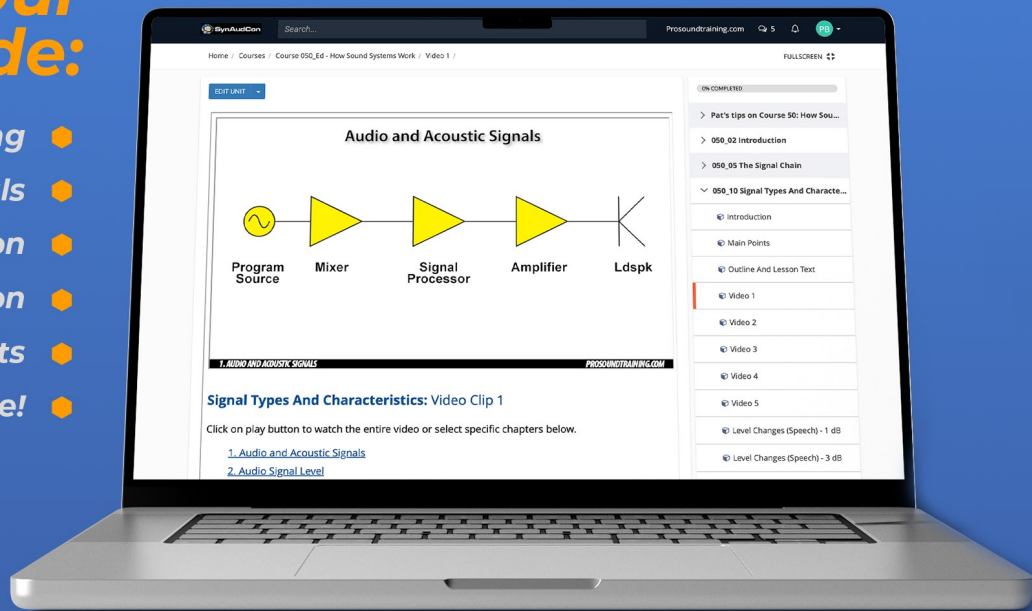 de:
SynAudCon
Search...
Prosoundtraining.com
5
PB
Home / Courses / Course 050_Ed - How Sound Systems Work / Video 1 /
FULLSCREEN
EDIT UNIT
Audio and Acoustic Signals
Program Source
Mixer
Signal Processor
Amplifier
Ldspk
1. AUDIO AND ACOUSTIC SIGNALS
PROSOUNDTRAINING.COM
Signal Types And Characteristics: Video Clip 1
Click on play button to watch the entire video or select specific chapters below.
1. Audio and Acoustic Signals
2. Audio Signal Level
0% COMPLETED
Pat's tips on Course 50: How Sou...
050_02 Introduction
050_05 The Signal Chain
050_10 Signal Types And Characte...
Introduction
Main Points
Outline And Lesson Text
Video 1
Video 2
Video 3
Video 4
Video 5
Level Changes (Speech) - 1 dB
Level Changes (Speech) - 3 dB